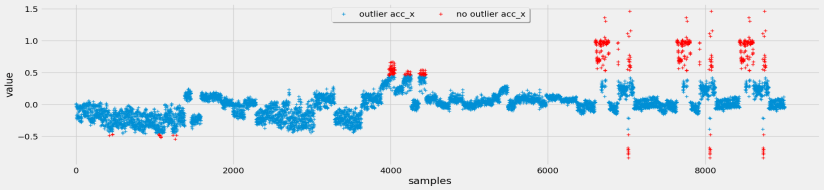 1.5
outlier acc_x no outlier acc_x
1.0
0.5
value
0.0
−0.5
0 2000 4000 6000 8000
samples